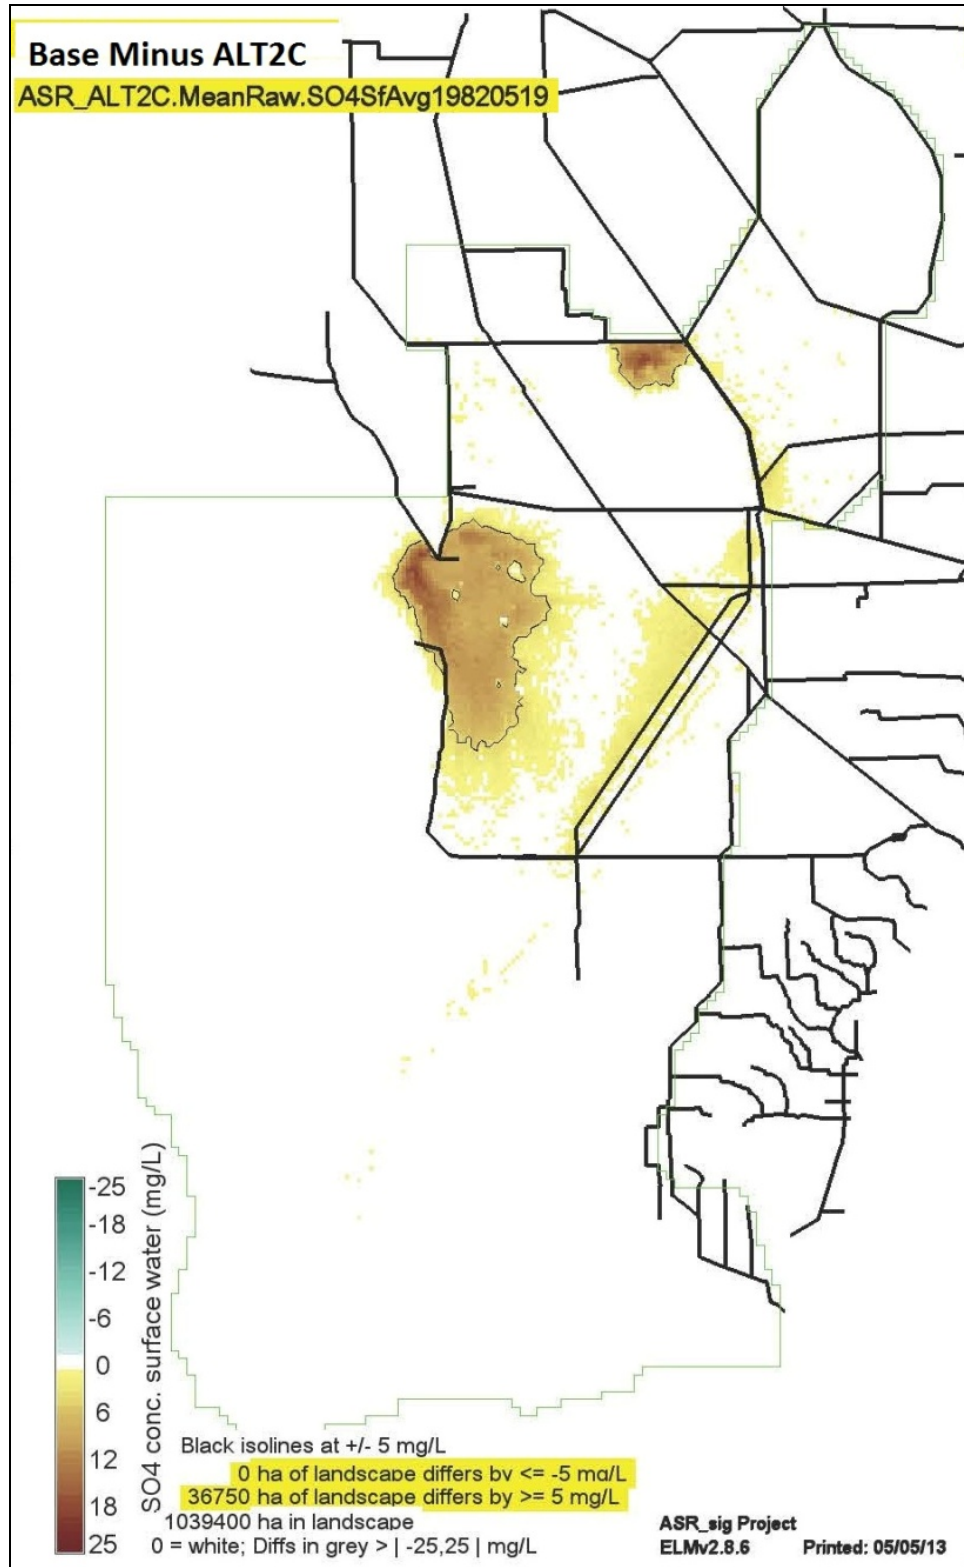 Base Minus ALT2C
ASR_ALT2C.MeanRaw.SO4SfAvg19820519
-25
-18
-12
-6
0
6
12
18
25
SO4 conc. surface water (mg/L)
Black isolines at +/- 5 mg/L
0 ha of landscape differs by <= -5 mg/L
36750 ha of landscape differs by >= 5 mg/L
1039400 ha in landscape
0 = white; Diffs in grey > | -25,25 | mg/L
ASR_sig Project
ELMv2.8.6 Printed: 05/05/13